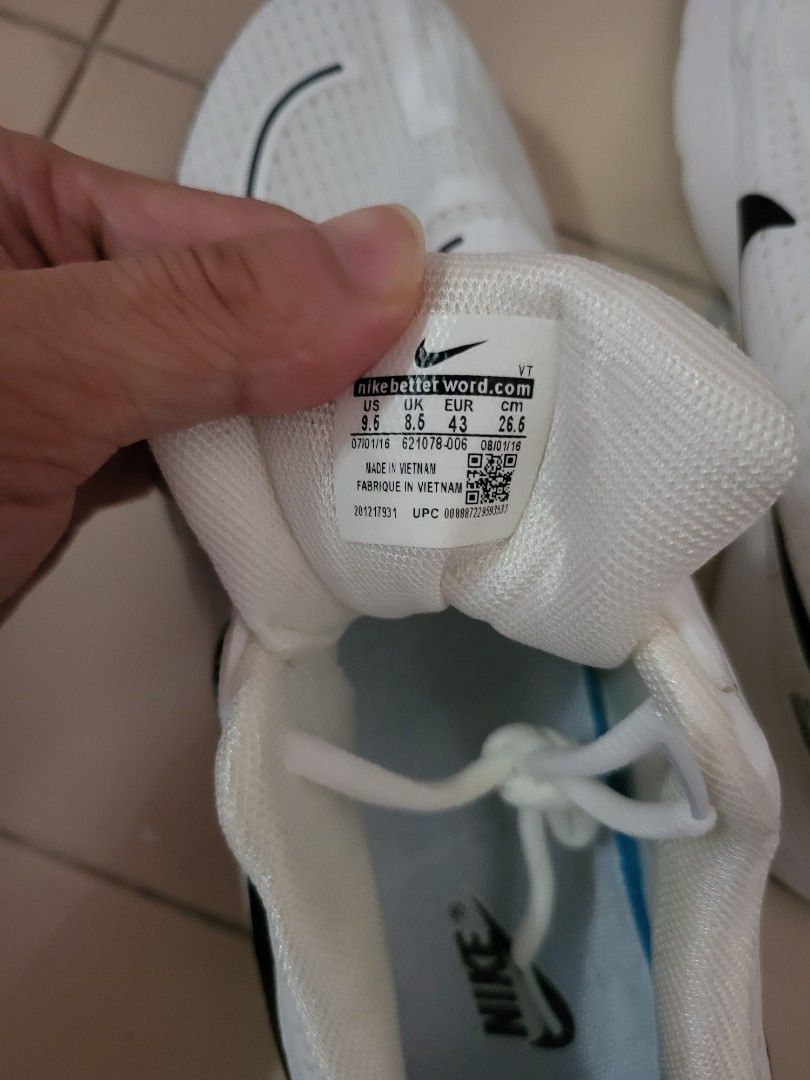 VT
nikebetterword.com
US UK EUR cm
9.5 8.5 43 26.5
07/01/16 621078-006 08/01/16
MADE IN VIETNAM
FABRIQUE IN VIETNAM
201217931 UPC
NIKE®